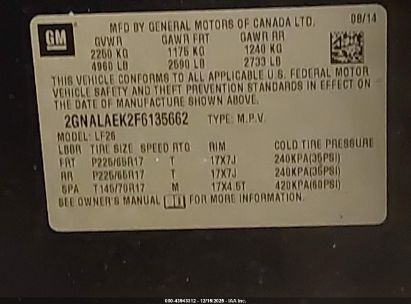 GM
MFD BY GENERAL MOTORS OF CANADA LTD.
08/14
GVWR GAWR FRT GAWR RR
2250 KG 1175 KG 1240 KG
4960 LB 2590 LB 2733 LB
THIS VEHICLE CONFORMS TO ALL APPLICABLE U.S. FEDERAL MOTOR
VEHICLE SAFETY AND THEFT PREVENTION STANDARDS IN EFFECT ON
THE DATE OF MANUFACTURE SHOWN ABOVE.
2GNALAEK2F6135662 TYPE: M.P.V.
MODEL: LF26
LBBR TIRE SIZE SPEED RTG RIM COLD TIRE PRESSURE
FRT P225/65R17 T 17X7J 240KPA(35PSI)
RR P225/65R17 T 17X7J 240KPA(35PSI)
SPA T145/70R17 M 17X4.5T 420KPA(60PSI)
SEE OWNER'S MANUAL FOR MORE INFORMATION.